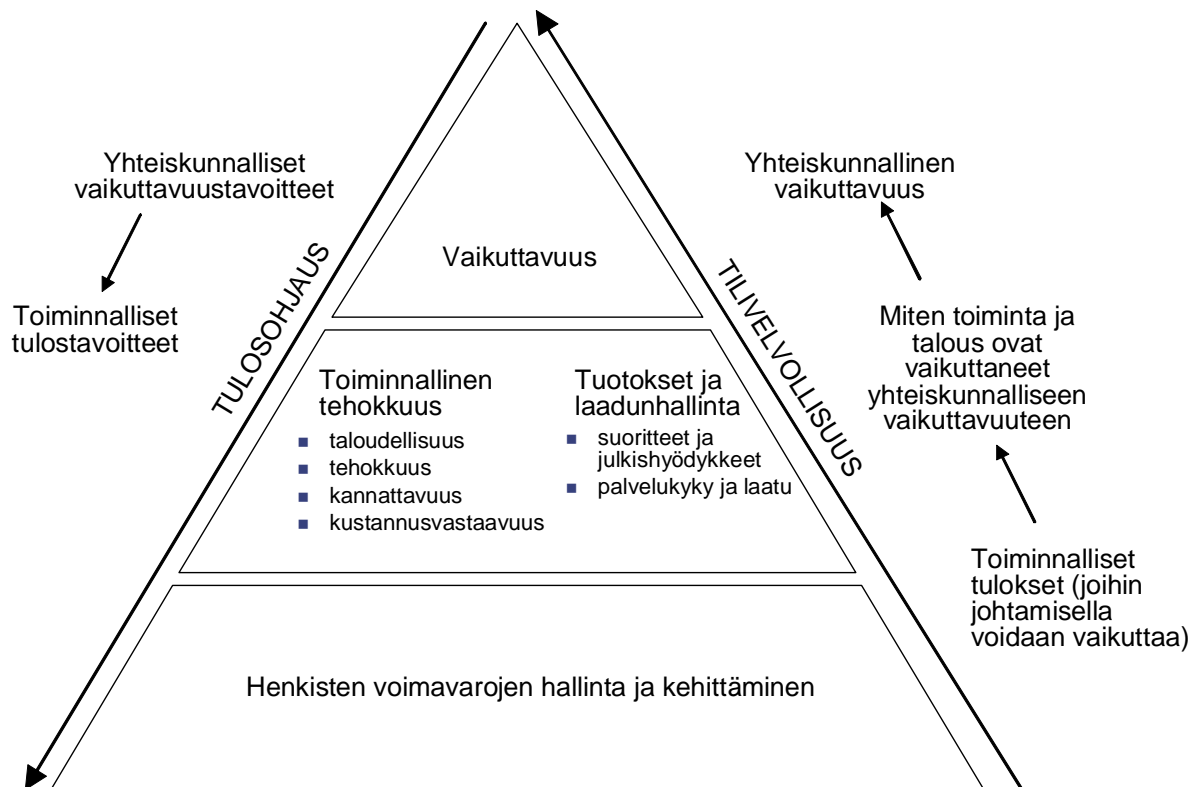 Yhteiskunnalliset
vaikuttavuustavoitteet
Toiminnalliset
tulostavoitteet
TULOSOHJAUS
Vaikuttavuus
Toiminnallinen
tehokkuus
taloudellisuus
tehokkuus
kannattavuus
kustannusvastaavuus
Tuotokset ja
laadunhallinta
suoritteet ja
julkishyödykkeet
palvelukyky ja laatu
Henkisten voimavarojen hallinta ja kehittäminen
TILIVELVOLLISUUS
Yhteiskunnallinen
vaikuttavuus
Miten toiminta ja
talous ovat
vaikuttaneet
yhteiskunnalliseen
vaikuttavuuteen
Toiminnalliset
tulokset (joihin
johtamisella
voidaan vaikuttaa)